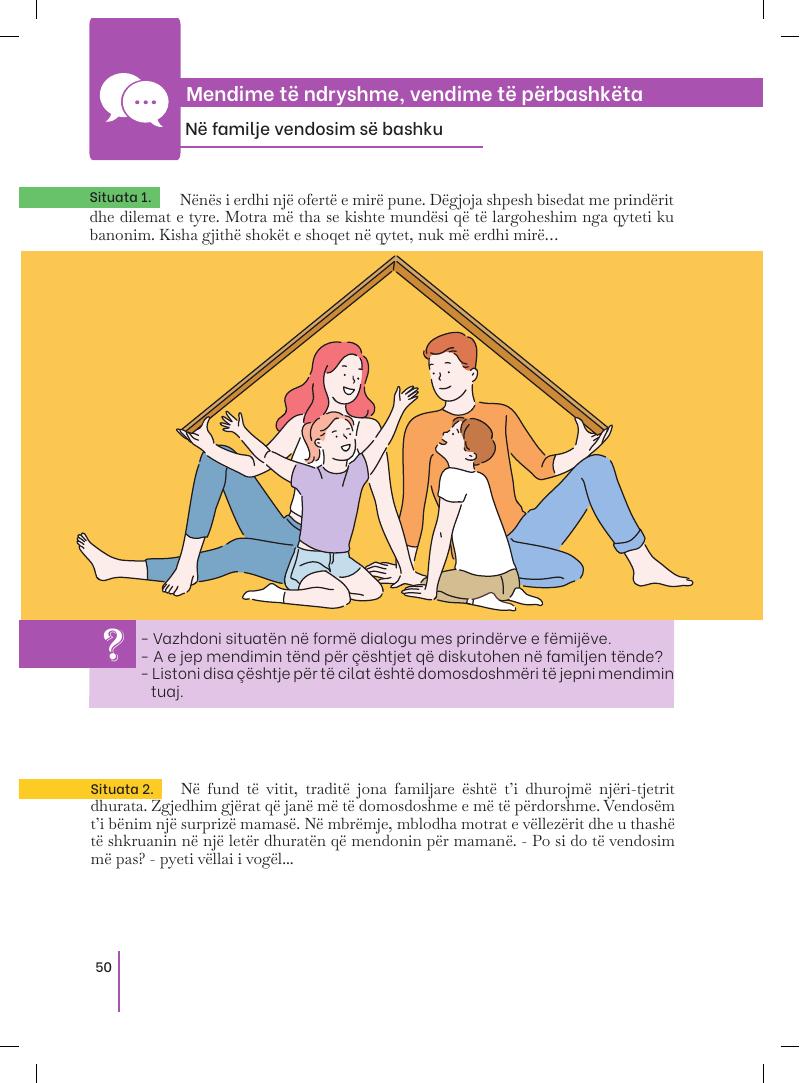 Mendime të ndryshme, vendime të përbashkëta
Në familje vendosim së bashku
Situata 1. Nënës i erdhi një ofertë e mirë pune. Dëgjoja shpesh bisedat me prindërit
dhe dilemat e tyre. Motra më tha se kishte mundësi që të largoheshim nga qyteti ku
banonim. Kisha gjithë shokët e shoqet në qytet, nuk më erdhi mirë…
?
- Vazhdoni situatën në formë dialogu mes prindërve e fëmijëve.
- A e jep mendimin tënd për çështjet që diskutohen në familjen tënde?
- Listoni disa çështje për të cilat është domosdoshmëri të jepni mendimin
tuaj.
Situata 2. Në fund të vitit, traditë jona familjare është t’i dhurojmë njëri-tjetrit
dhurata. Zgjedhim gjërat që janë më të domosdoshme e më të përdorshme. Vendosëm
t’i bënim një surprizë mamasë. Në mbrëmje, mblodha motrat e vëllezërit dhe u thashë
të shkruanin në një letër dhuratën që mendonin për mamanë. - Po si do të vendosim
më pas? - pyeti vëllai i vogël...
50